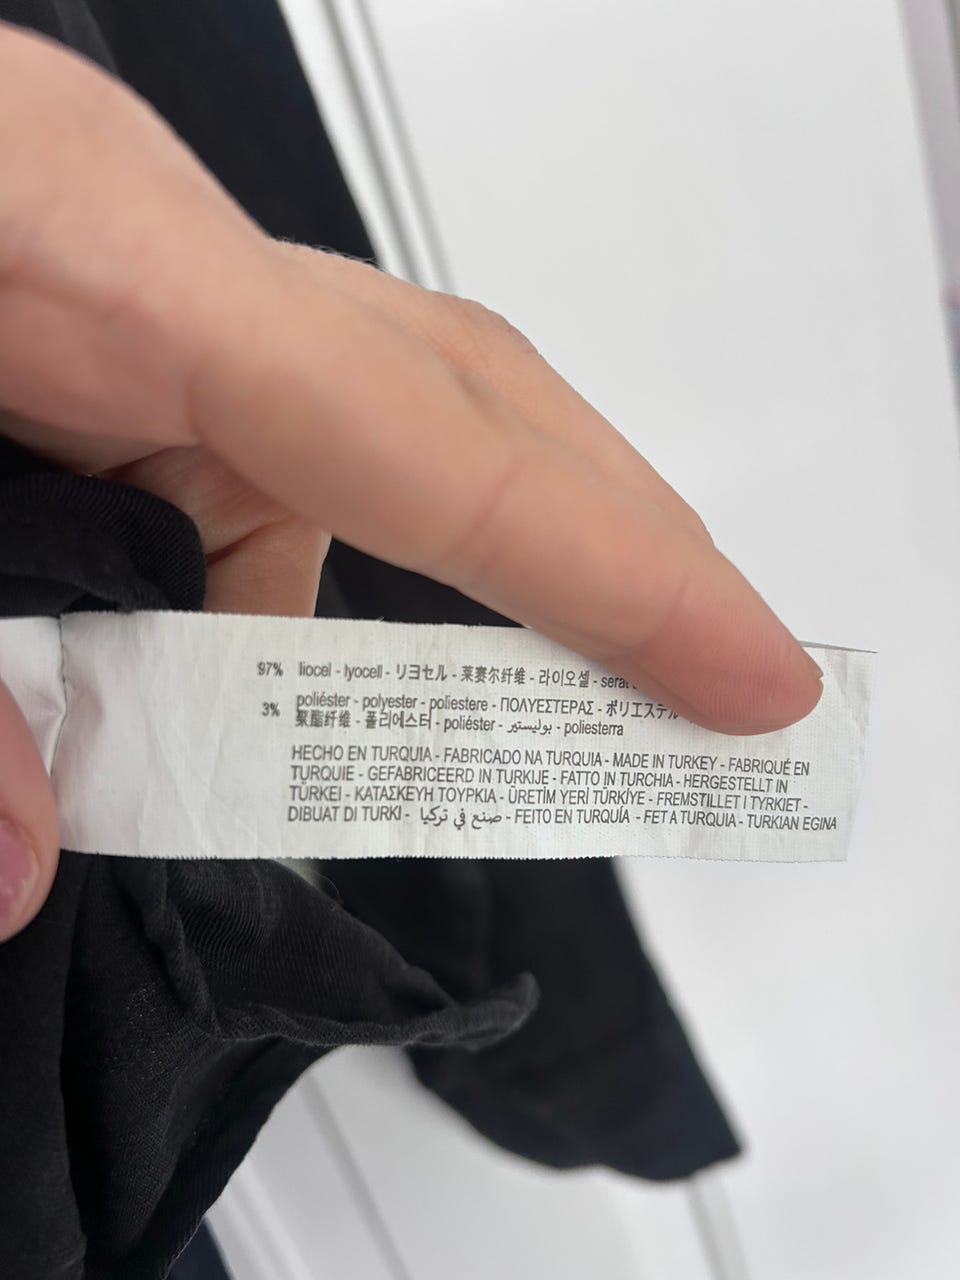 97% liocel - lyocell - リヨセル - 莱赛尔纤维 - 라이오셀 -
3% poliéster - polyester - poliestere - ΠΟΛΥΕΣΤΕΡΑΣ - ポリエステル
聚酯纤维 - 폴리에스터 - poliéster - بوليستير - poliesterra
HECHO EN TURQUIA - FABRICADO NA TURQUIA - MADE IN TURKEY - FABRIQUÉ EN
TURQUIE - GEFABRICEERD IN TURKIJE - FATTO IN TURCHIA - HERGESTELLT IN
TÜRKEI - ΚΑΤΑΣΚΕΥΗ ΤΟΥΡΚΙΑ - ÜRETİM YERİ TÜRKİYE - FREMSTILLET I TYRKIET -
DIBUAT DI TURKI - صنع في تركيا - FEITO EN TURQUÍA - FET A TURQUIA - TURKIAN EGINA